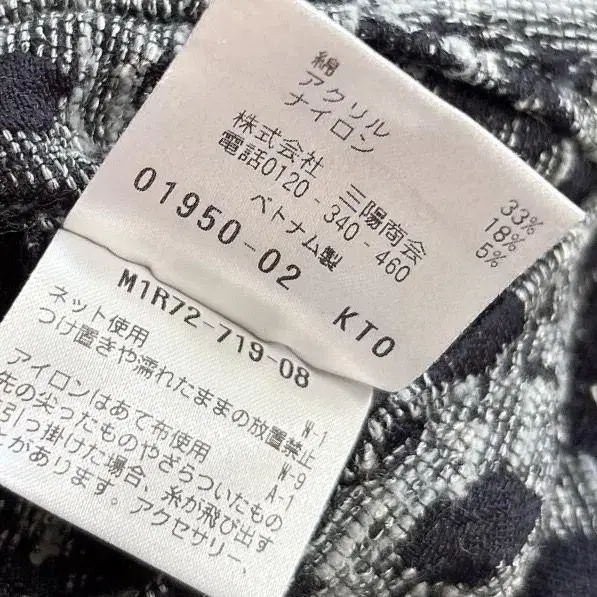 綿 33%
アクリル 18%
ナイロン 5%
株式会社 三陽商会
電話0120-340-460
ベトナム製
01950-02 KTO
M1R72-719-08
ネット使用 W-1
つけ置きや濡れたままの放置禁止 W-9
アイロンはあて布使用 A-1
先の尖ったものやざらついたもの
引っ掛けた場合、糸が飛び出す
とがあります。アクセサリー、